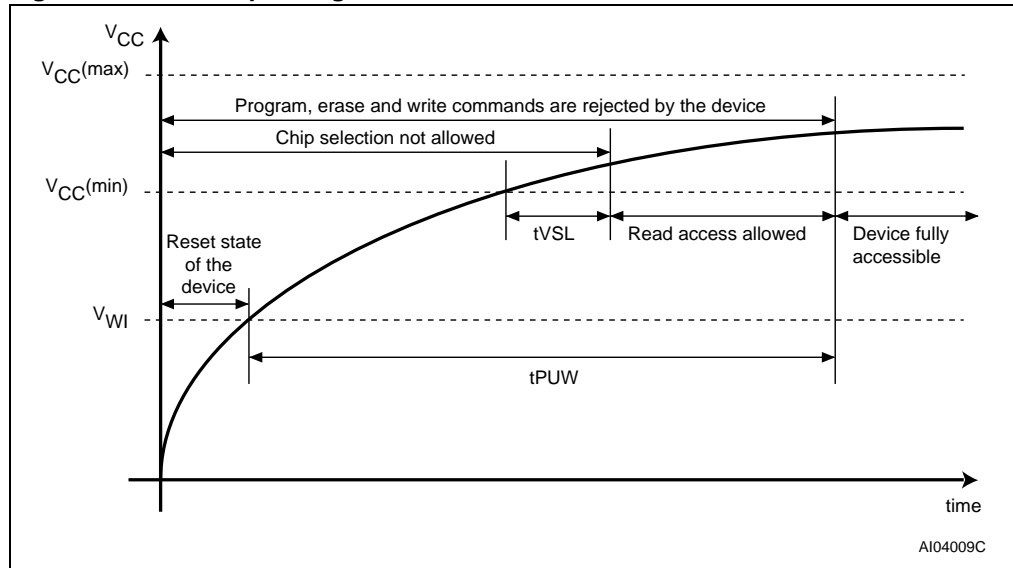 VCC
VCC(max)
Program, erase and write commands are rejected by the device
Chip selection not allowed
VCC(min)
tVSL
Read access allowed
Device fully
accessible
Reset state
of the
device
VWI
tPUW
time
AI04009C